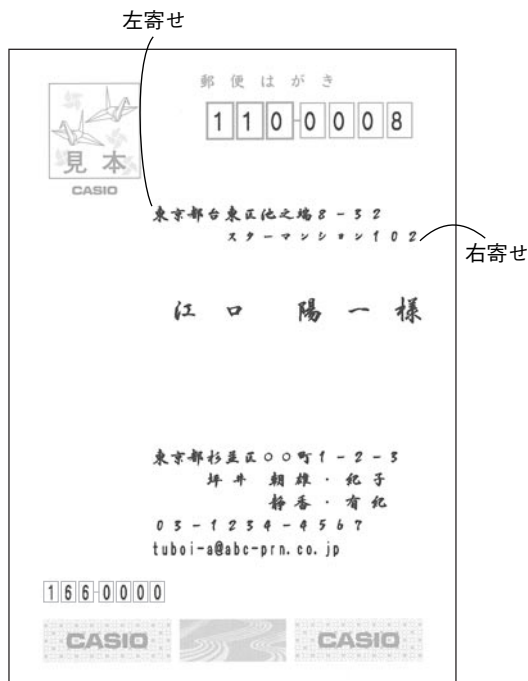 左寄せ
郵便はがき
110-0008
見本
CASIO
東京都台東区池之端8-32
スターマンション102
右寄せ
江口 陽一様
東京都杉並区○○町1-2-3
坪井 朝雄・紀子
静香・有紀
03-1234-4567
tuboi-a@abc-prn.co.jp
166-0000
CASIO
CASIO